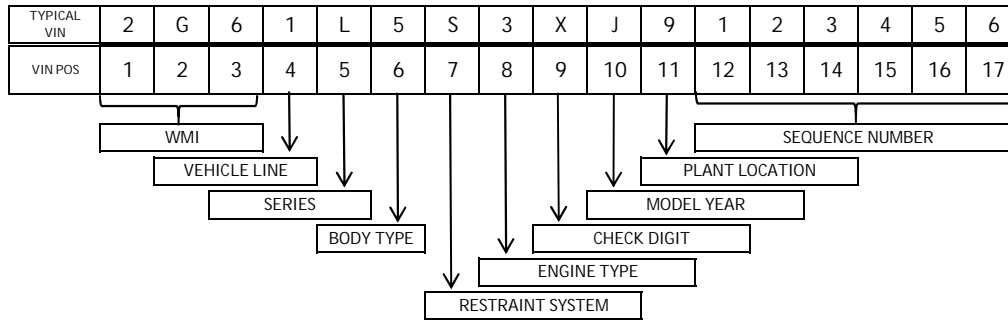 TYPICAL VIN 2 G 6 1 L 5 S 3 X J 9 1 2 3 4 5 6
VIN POS 1 2 3 4 5 6 7 8 9 10 11 12 13 14 15 16 17
WMI SEQUENCE NUMBER
VEHICLE LINE PLANT LOCATION
SERIES MODEL YEAR
BODY TYPE CHECK DIGIT
ENGINE TYPE
RESTRAINT SYSTEM